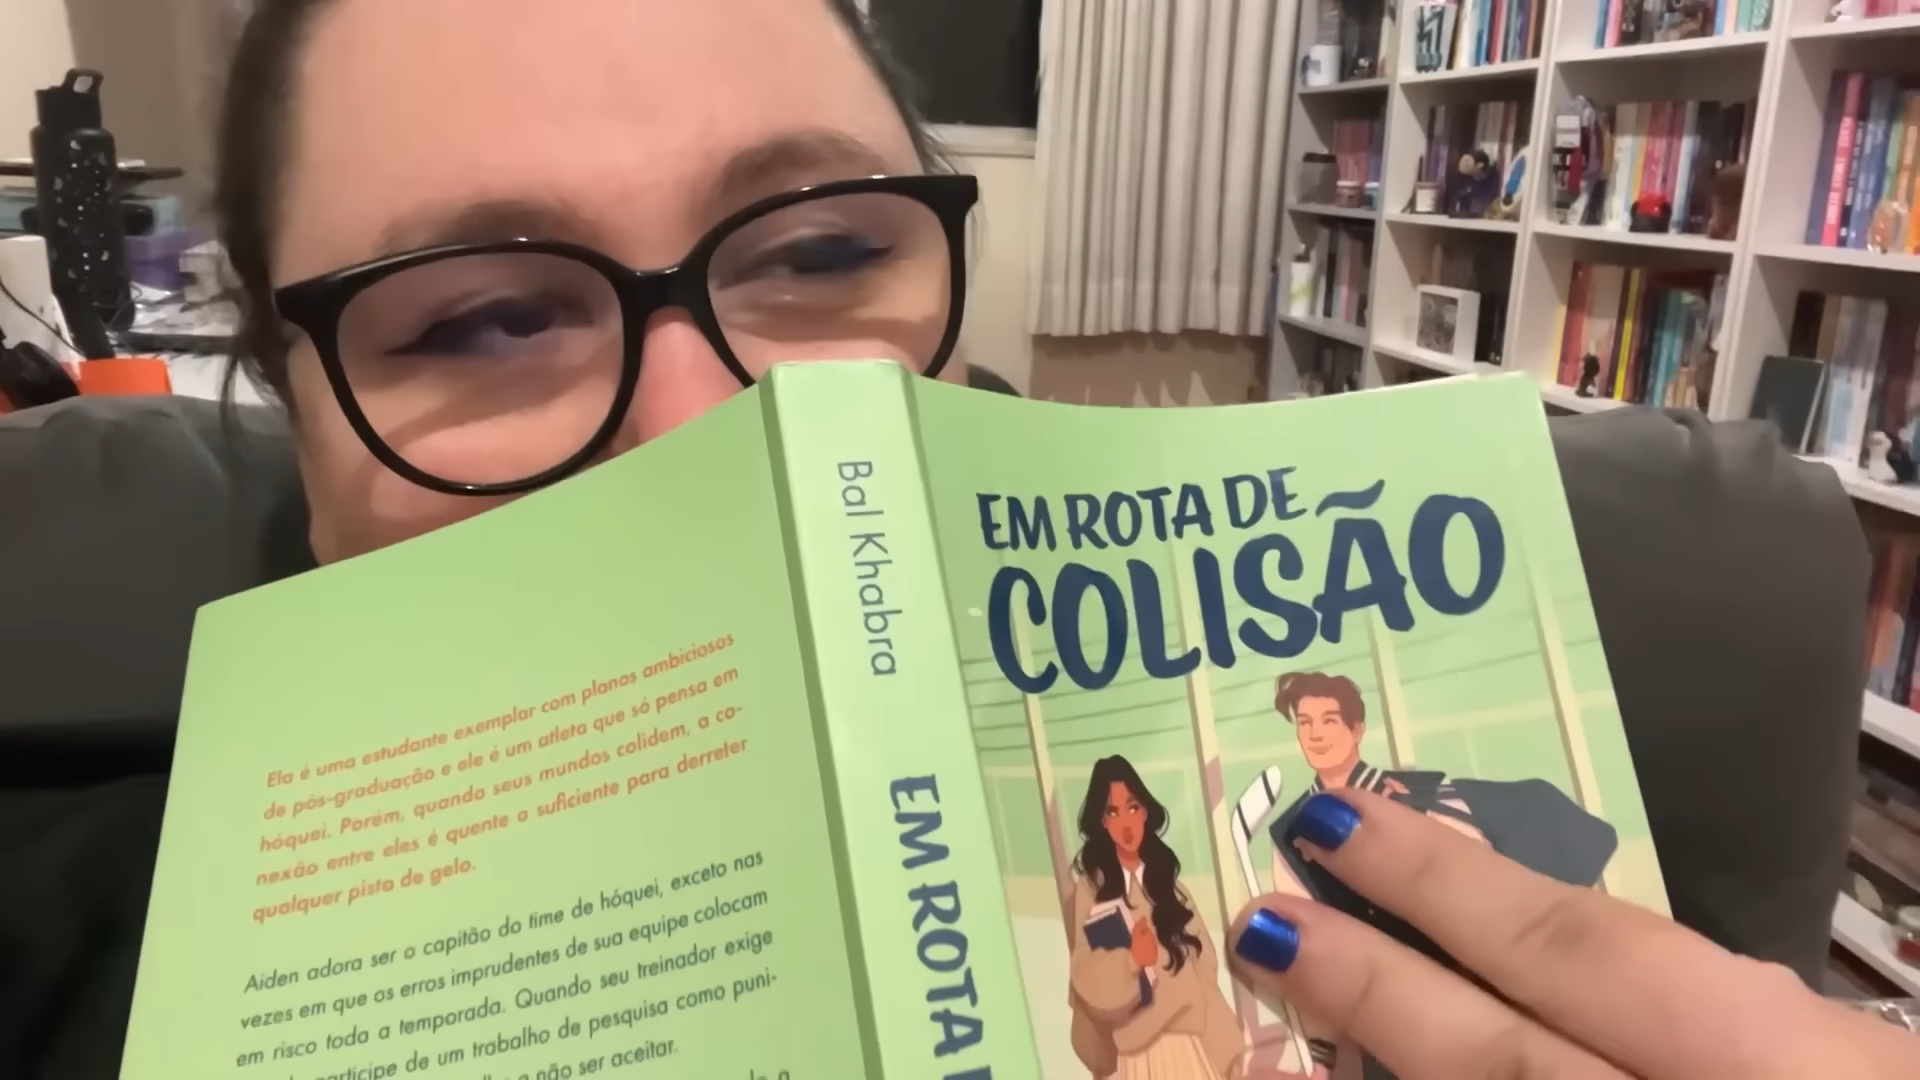 Ela é uma estudante exemplar com planos ambiciosos
de pós-graduação e ele é um atleta que só pensa em
hóquei. Porém, quando seus mundos colidem, a co-
nexão entre eles é quente o suficiente para derreter
qualquer pista de gelo.
Aiden adora ser o capitão do time de hóquei, exceto nas
vezes em que os erros imprudentes de sua equipe colocam
em risco toda a temporada. Quando seu treinador exige
participe de um trabalho de pesquisa como puni-
a não ser aceitar.
Bal Khabra
EM ROTA
EM ROTA DE
COLISÃO